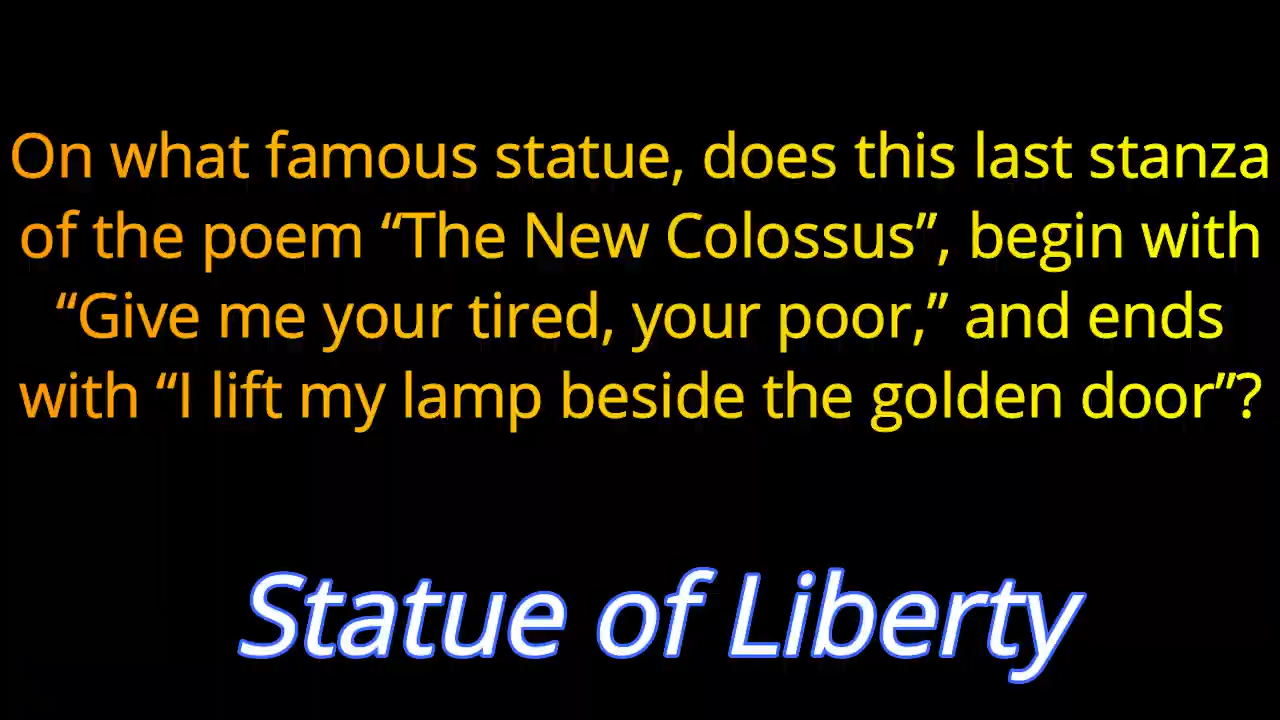 On what famous statue, does this last stanza
of the poem “The New Colossus”, begin with
“Give me your tired, your poor,” and ends
with “I lift my lamp beside the golden door”?
Statue of Liberty